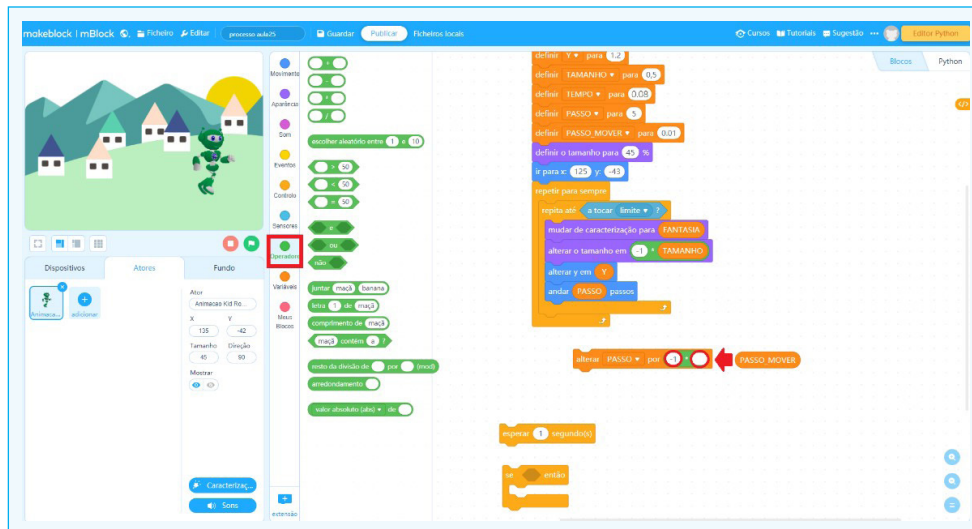 makeblock | mBlock
Ficheiro
Editar
processo aula25
Guardar
Publicar
Ficheiros locais
Cursos
Tutoriais
Sugestão
Editor Python
Dispositivos
Atores
Fundo
Animacao...
adicionar
Ator
Animacao Kid Ro...
X Y
135 -42
Tamanho Direção
45 90
Mostrar
Caracterizaç...
Sons
Movimento
Aparência
Som
Eventos
Controlo
Sensores
Operadores
Variáveis
Meus Blocos
extensão
+
-
*
/
escolher aleatório entre 1 e 10
> 50
< 50
= 50
e
ou
não
juntar maçã banana
letra 1 de maçã
comprimento de maçã
maçã contém a ?
resto da divisão de por (mod)
arredondamento
valor absoluto (abs) de
definir Y para 1.2
definir TAMANHO para 0,5
definir TEMPO para 0.08
definir PASSO para 5
definir PASSO_MOVER para 0.01
definir o tamanho para 45 %
ir para x: 125 y: -43
repetir para sempre
repita até a tocar limite ?
mudar de caracterização para FANTASIA
alterar o tamanho em -1 * TAMANHO
alterar y em Y
andar PASSO passos
alterar PASSO por -1 *
PASSO_MOVER
esperar 1 segundo(s)
se então
Blocos
Python